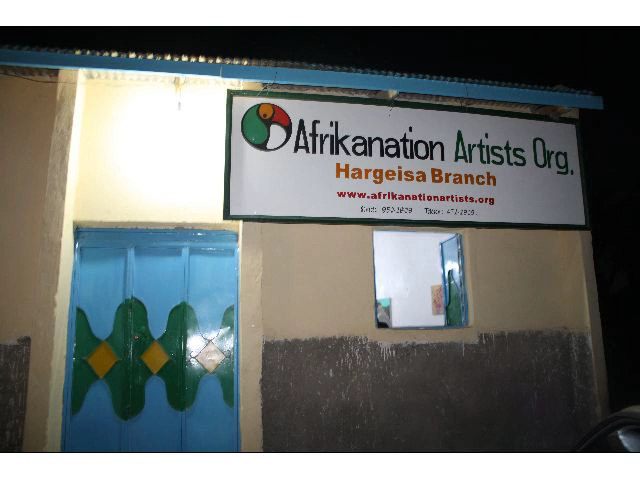 Afrikanation Artists Org.
Hargeisa Branch
www.afrikanationartists.org